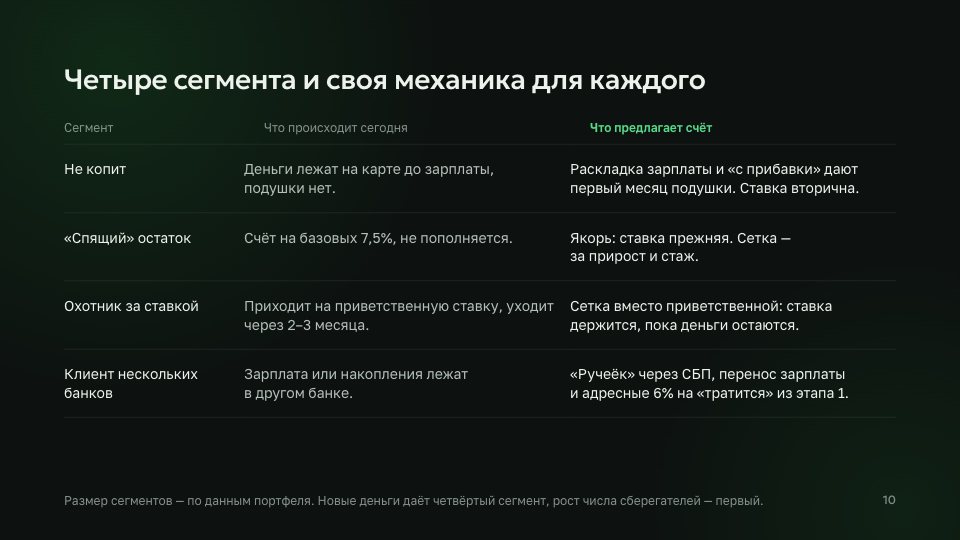 Четыре сегмента и своя механика для каждого
Сегмент
Что происходит сегодня
Что предлагает счёт
Не копит
Деньги лежат на карте до зарплаты,
подушки нет.
Раскладка зарплаты и «с прибавки» дают
первый месяц подушки. Ставка вторична.
«Спящий» остаток
Счёт на базовых 7,5%, не пополняется.
Якорь: ставка прежняя. Сетка —
за прирост и стаж.
Охотник за ставкой
Приходит на приветственную ставку, уходит
через 2–3 месяца.
Сетка вместо приветственной: ставка
держится, пока деньги остаются.
Клиент нескольких
банков
Зарплата или накопления лежат
в другом банке.
«Ручеёк» через СБП, перенос зарплаты
и адресные 6% на «тратится» из этапа 1.
Размер сегментов — по данным портфеля. Новые деньги даёт четвёртый сегмент, рост числа сберегателей — первый.
10